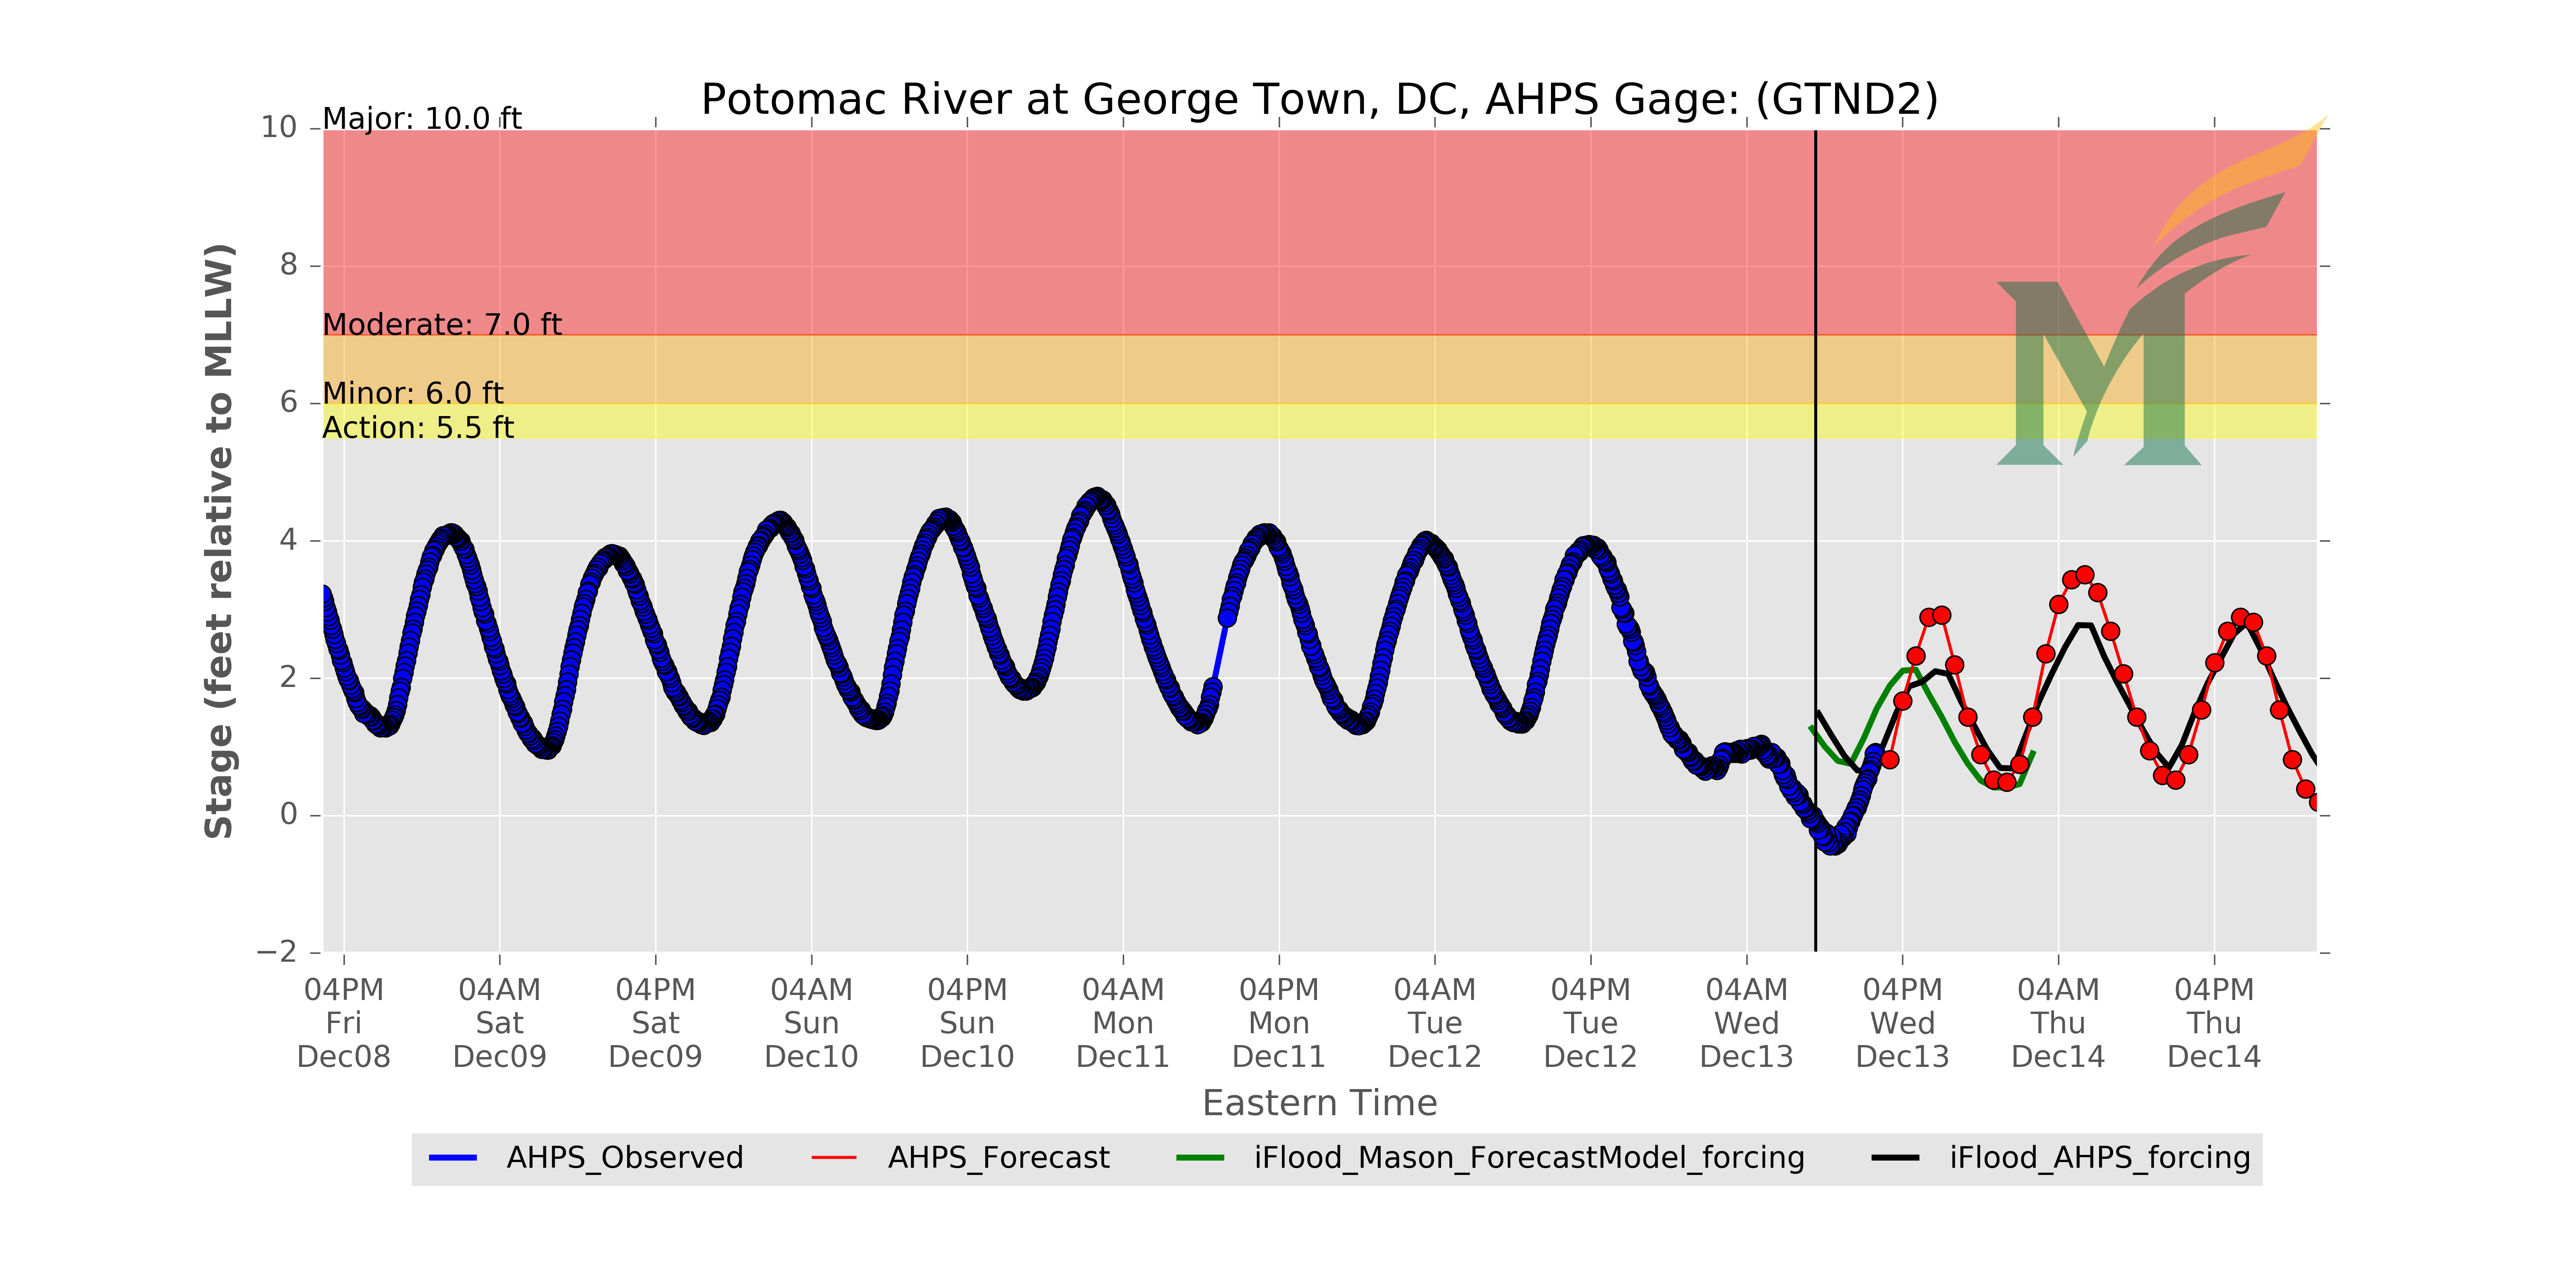 Potomac River at George Town, DC, AHPS Gage: (GTND2)
Major: 10.0 ft
Moderate: 7.0 ft
Minor: 6.0 ft
Action: 5.5 ft
Stage (feet relative to MLLW)
10
8
6
4
2
0
−2
04PM 04AM 04PM 04AM 04PM 04AM 04PM 04AM 04PM 04AM 04PM 04AM 04PM
Fri Sat Sat Sun Sun Mon Mon Tue Tue Wed Wed Thu Thu
Dec08 Dec09 Dec09 Dec10 Dec10 Dec11 Dec11 Dec12 Dec12 Dec13 Dec13 Dec14 Dec14
Eastern Time
AHPS_Observed AHPS_Forecast iFlood_Mason_ForecastModel_forcing iFlood_AHPS_forcing
M